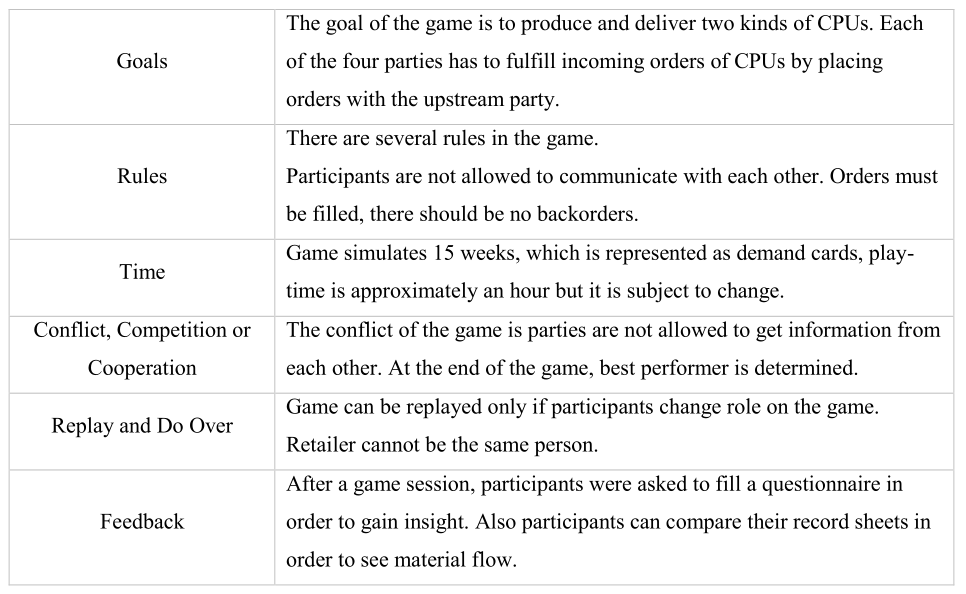 Goals
The goal of the game is to produce and deliver two kinds of CPUs. Each
of the four parties has to fulfill incoming orders of CPUs by placing
orders with the upstream party.
Rules
There are several rules in the game.
Participants are not allowed to communicate with each other. Orders must
be filled, there should be no backorders.
Time
Game simulates 15 weeks, which is represented as demand cards, play-
time is approximately an hour but it is subject to change.
Conflict, Competition or
Cooperation
The conflict of the game is parties are not allowed to get information from
each other. At the end of the game, best performer is determined.
Replay and Do Over
Game can be replayed only if participants change role on the game.
Retailer cannot be the same person.
Feedback
After a game session, participants were asked to fill a questionnaire in
order to gain insight. Also participants can compare their record sheets in
order to see material flow.